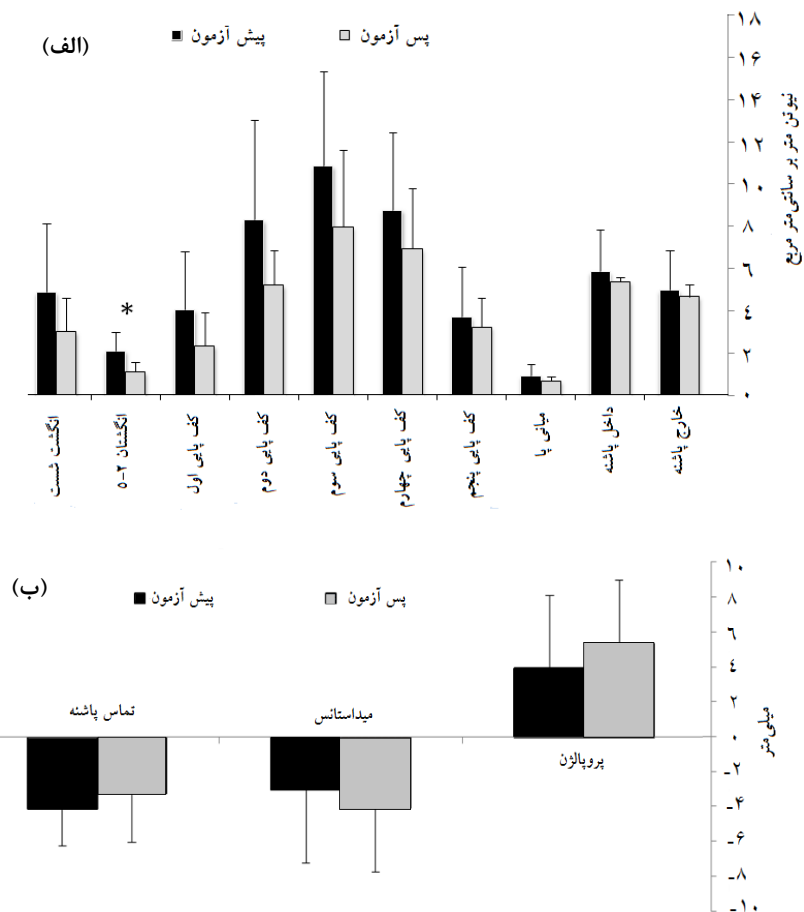 (الف)
پیش آزمون
پس آزمون
۱۸
۱۶
۱۴
۱۲
۱۰
۸
۶
۴
۲
۰
نیوتن متر بر سانتی‌متر مربع
*
انگشت شست
انگشتان ۲-۵
کف پایی اول
کف پایی دوم
کف پایی سوم
کف پایی چهارم
کف پایی پنجم
میانی پا
داخل پاشنه
خارج پاشنه
(ب)
پیش آزمون
پس آزمون
۱۰
۸
۶
٤
۲
۰
-۲
-۴
-۶
-۸
-۱۰
میلی‌متر
تماس پاشنه
میداستانس
پروپالژن